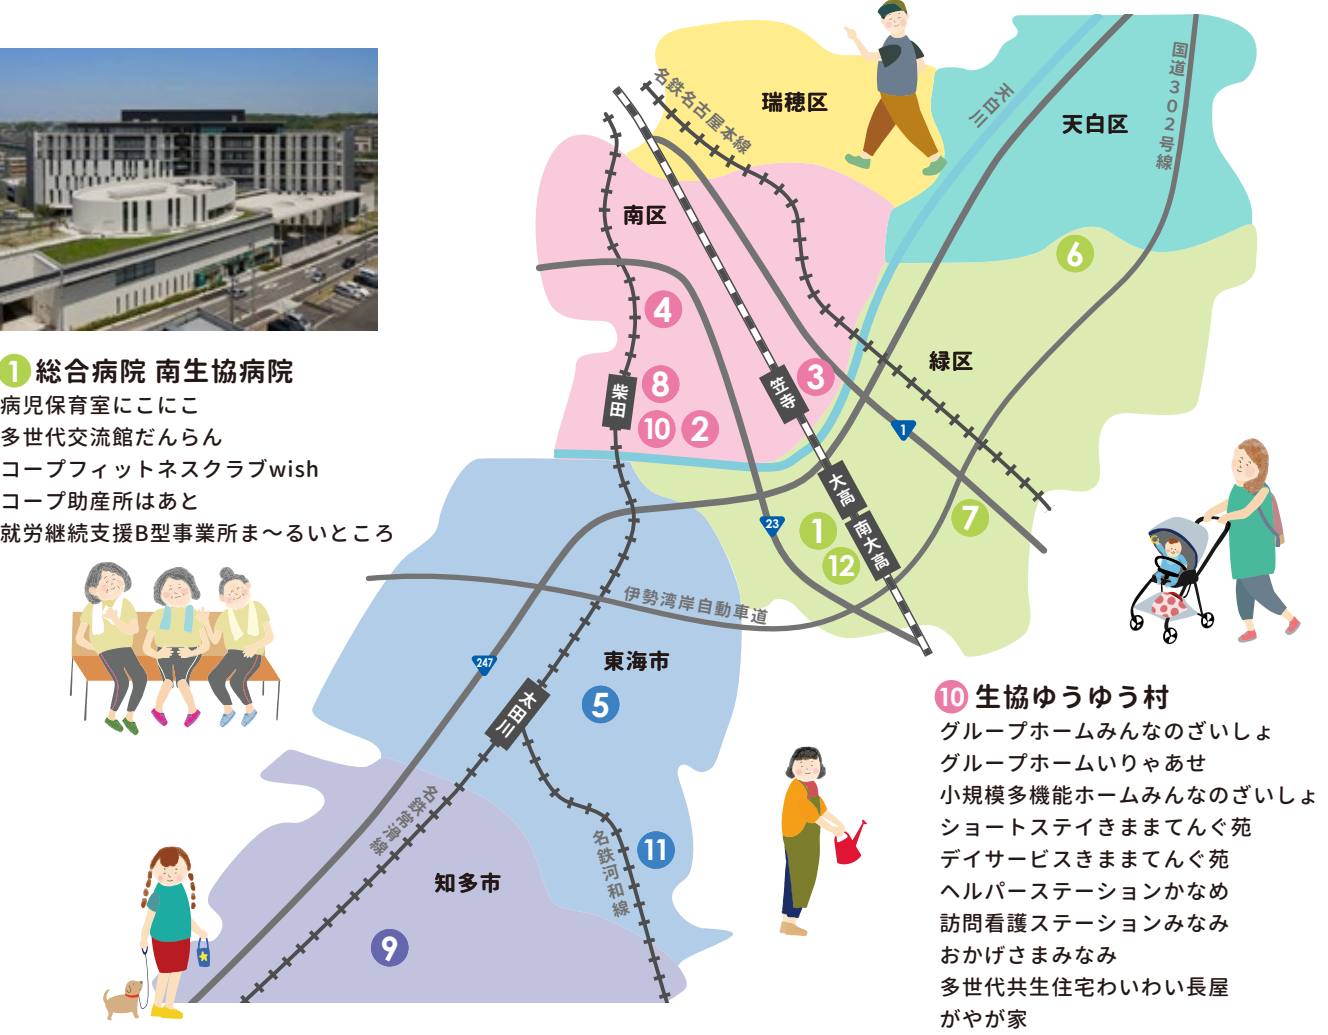 瑞穂区
天白区
名鉄名古屋本線
天白川
国道302号線
南区
6
4
緑区
3
笠寺
8
柴田
10
2
1
大高
7
23
1
南大高
12
1 総合病院 南生協病院
病児保育室にこにこ
多世代交流館だんらん
コープフィットネスクラブwish
コープ助産所はあと
就労継続支援B型事業所ま〜るいところ
伊勢湾岸自動車道
東海市
247
5
太田川
名鉄常滑線
名鉄河和線
11
知多市
9
10 生協ゆうゆう村
グループホームみんなのざいしょ
グループホームいりゃあせ
小規模多機能ホームみんなのざいしょ
ショートステイきままてんぐ苑
デイサービスきままてんぐ苑
ヘルパーステーションかなめ
訪問看護ステーションみなみ
おかげさまみなみ
多世代共生住宅わいわい長屋
がやが家